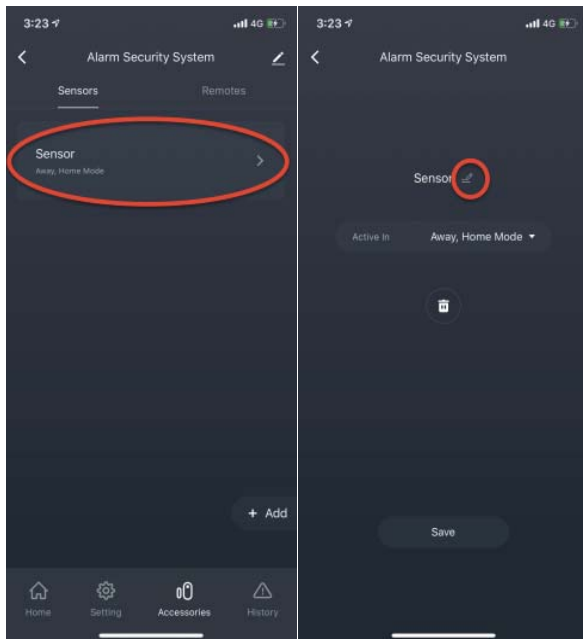 3:23 4G
Alarm Security System
Sensors Remotes
Sensor
Away, Home Mode
+ Add
Home Setting Accessories History
3:23 4G
Alarm Security System
Sensor
Active In Away, Home Mode
Save